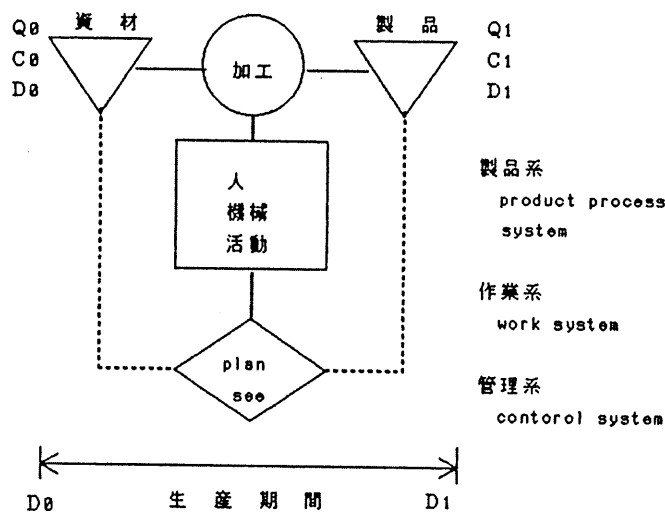 Q0 資材 製品 Q1
C0 加工 C1
D0 D1
人
機械
活動
製品系
product process
system
作業系
work system
plan
see
管理系
contorol system
D0 生産期間 D1